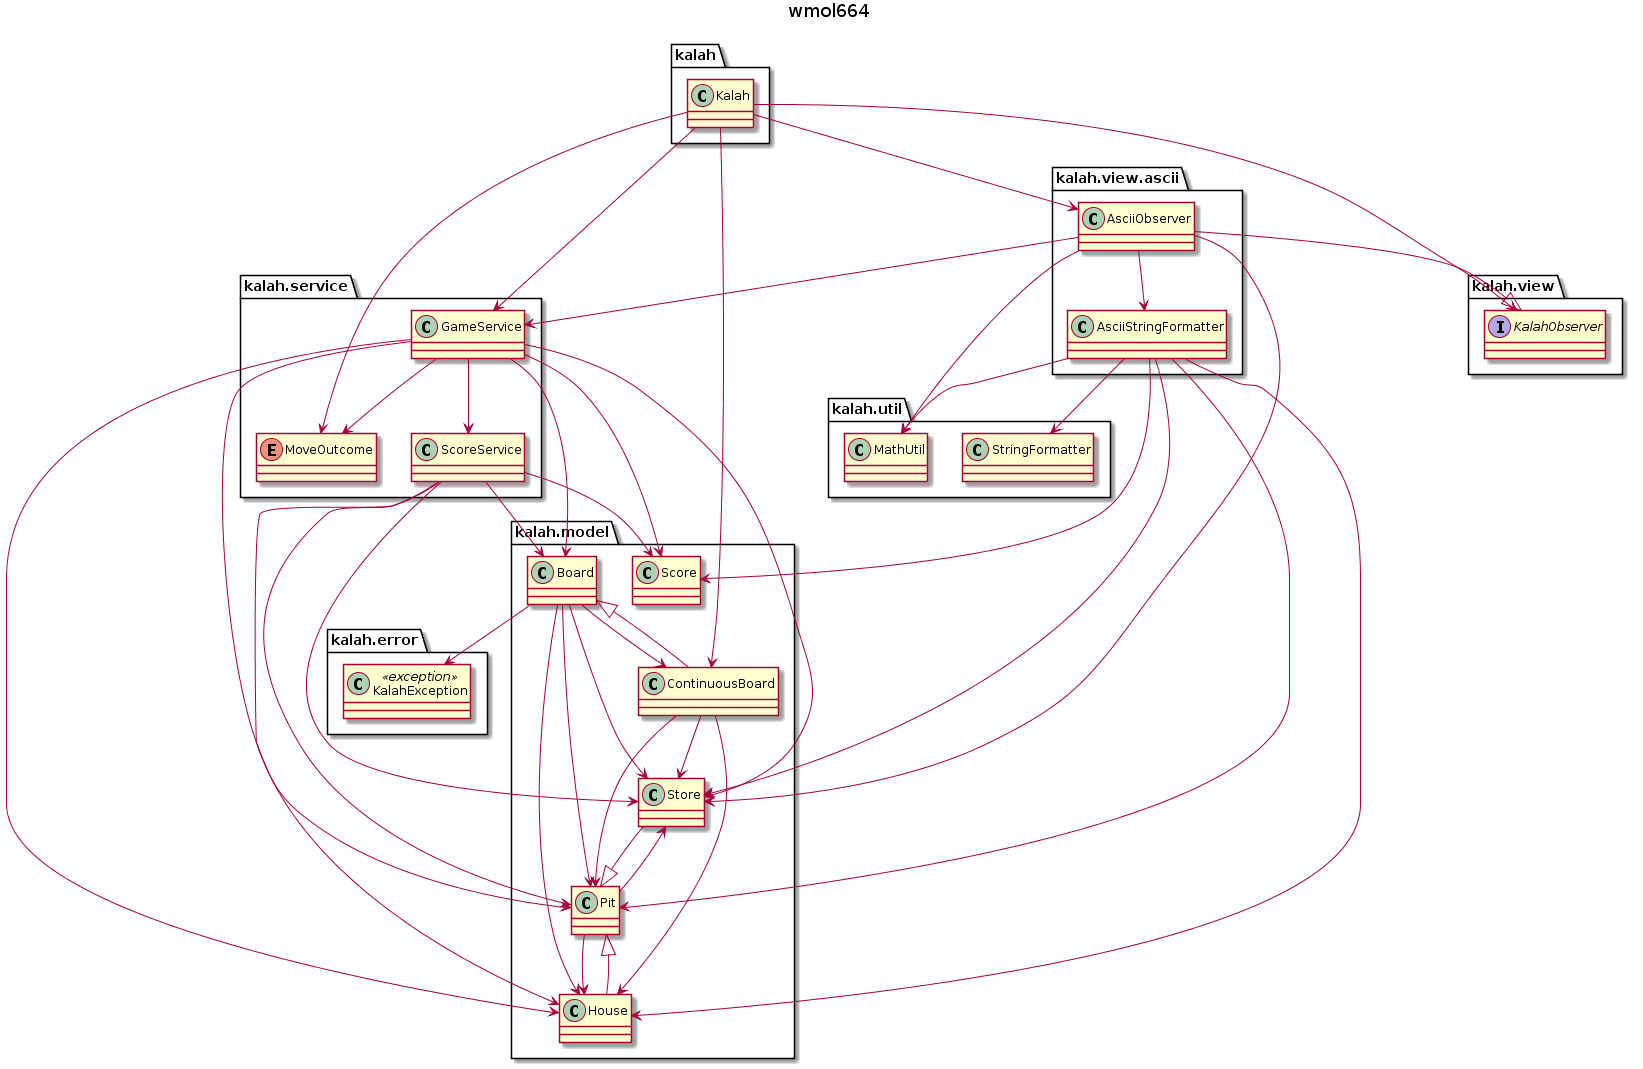 wmol664
kalah
C Kalah
kalah.view.ascii
C AsciiObserver
kalah.service
kalah.view
C GameService
C AsciiStringFormatter
I KalahObserver
kalah.util
E MoveOutcome
C ScoreService
C MathUtil
C StringFormatter
kalah.model
C Board
C Score
kalah.error
«exception»
C KalahException
C ContinuousBoard
C Store
C Pit
C House